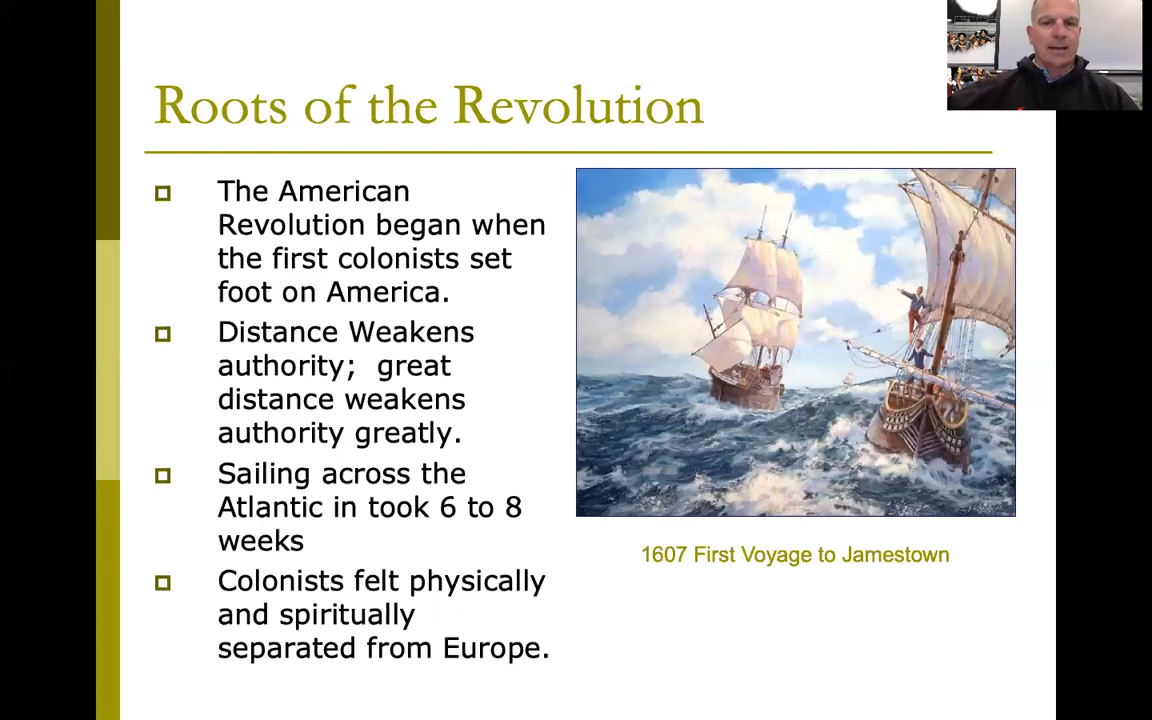 Roots of the Revolution
The American
Revolution began when
the first colonists set
foot on America.
Distance Weakens
authority;  great
distance weakens
authority greatly.
Sailing across the
Atlantic in took 6 to 8
weeks
Colonists felt physically
and spiritually
separated from Europe.
1607 First Voyage to Jamestown